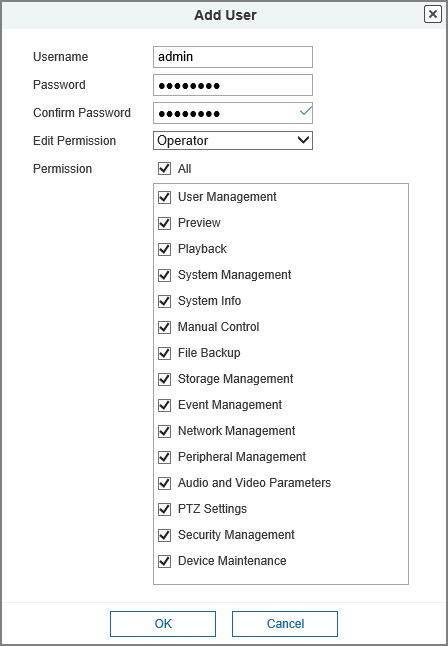 Add User
Username admin
Password ●●●●●●●●
Confirm Password ●●●●●●●●
Edit Permission Operator
Permission All
User Management
Preview
Playback
System Management
System Info
Manual Control
File Backup
Storage Management
Event Management
Network Management
Peripheral Management
Audio and Video Parameters
PTZ Settings
Security Management
Device Maintenance
OK Cancel